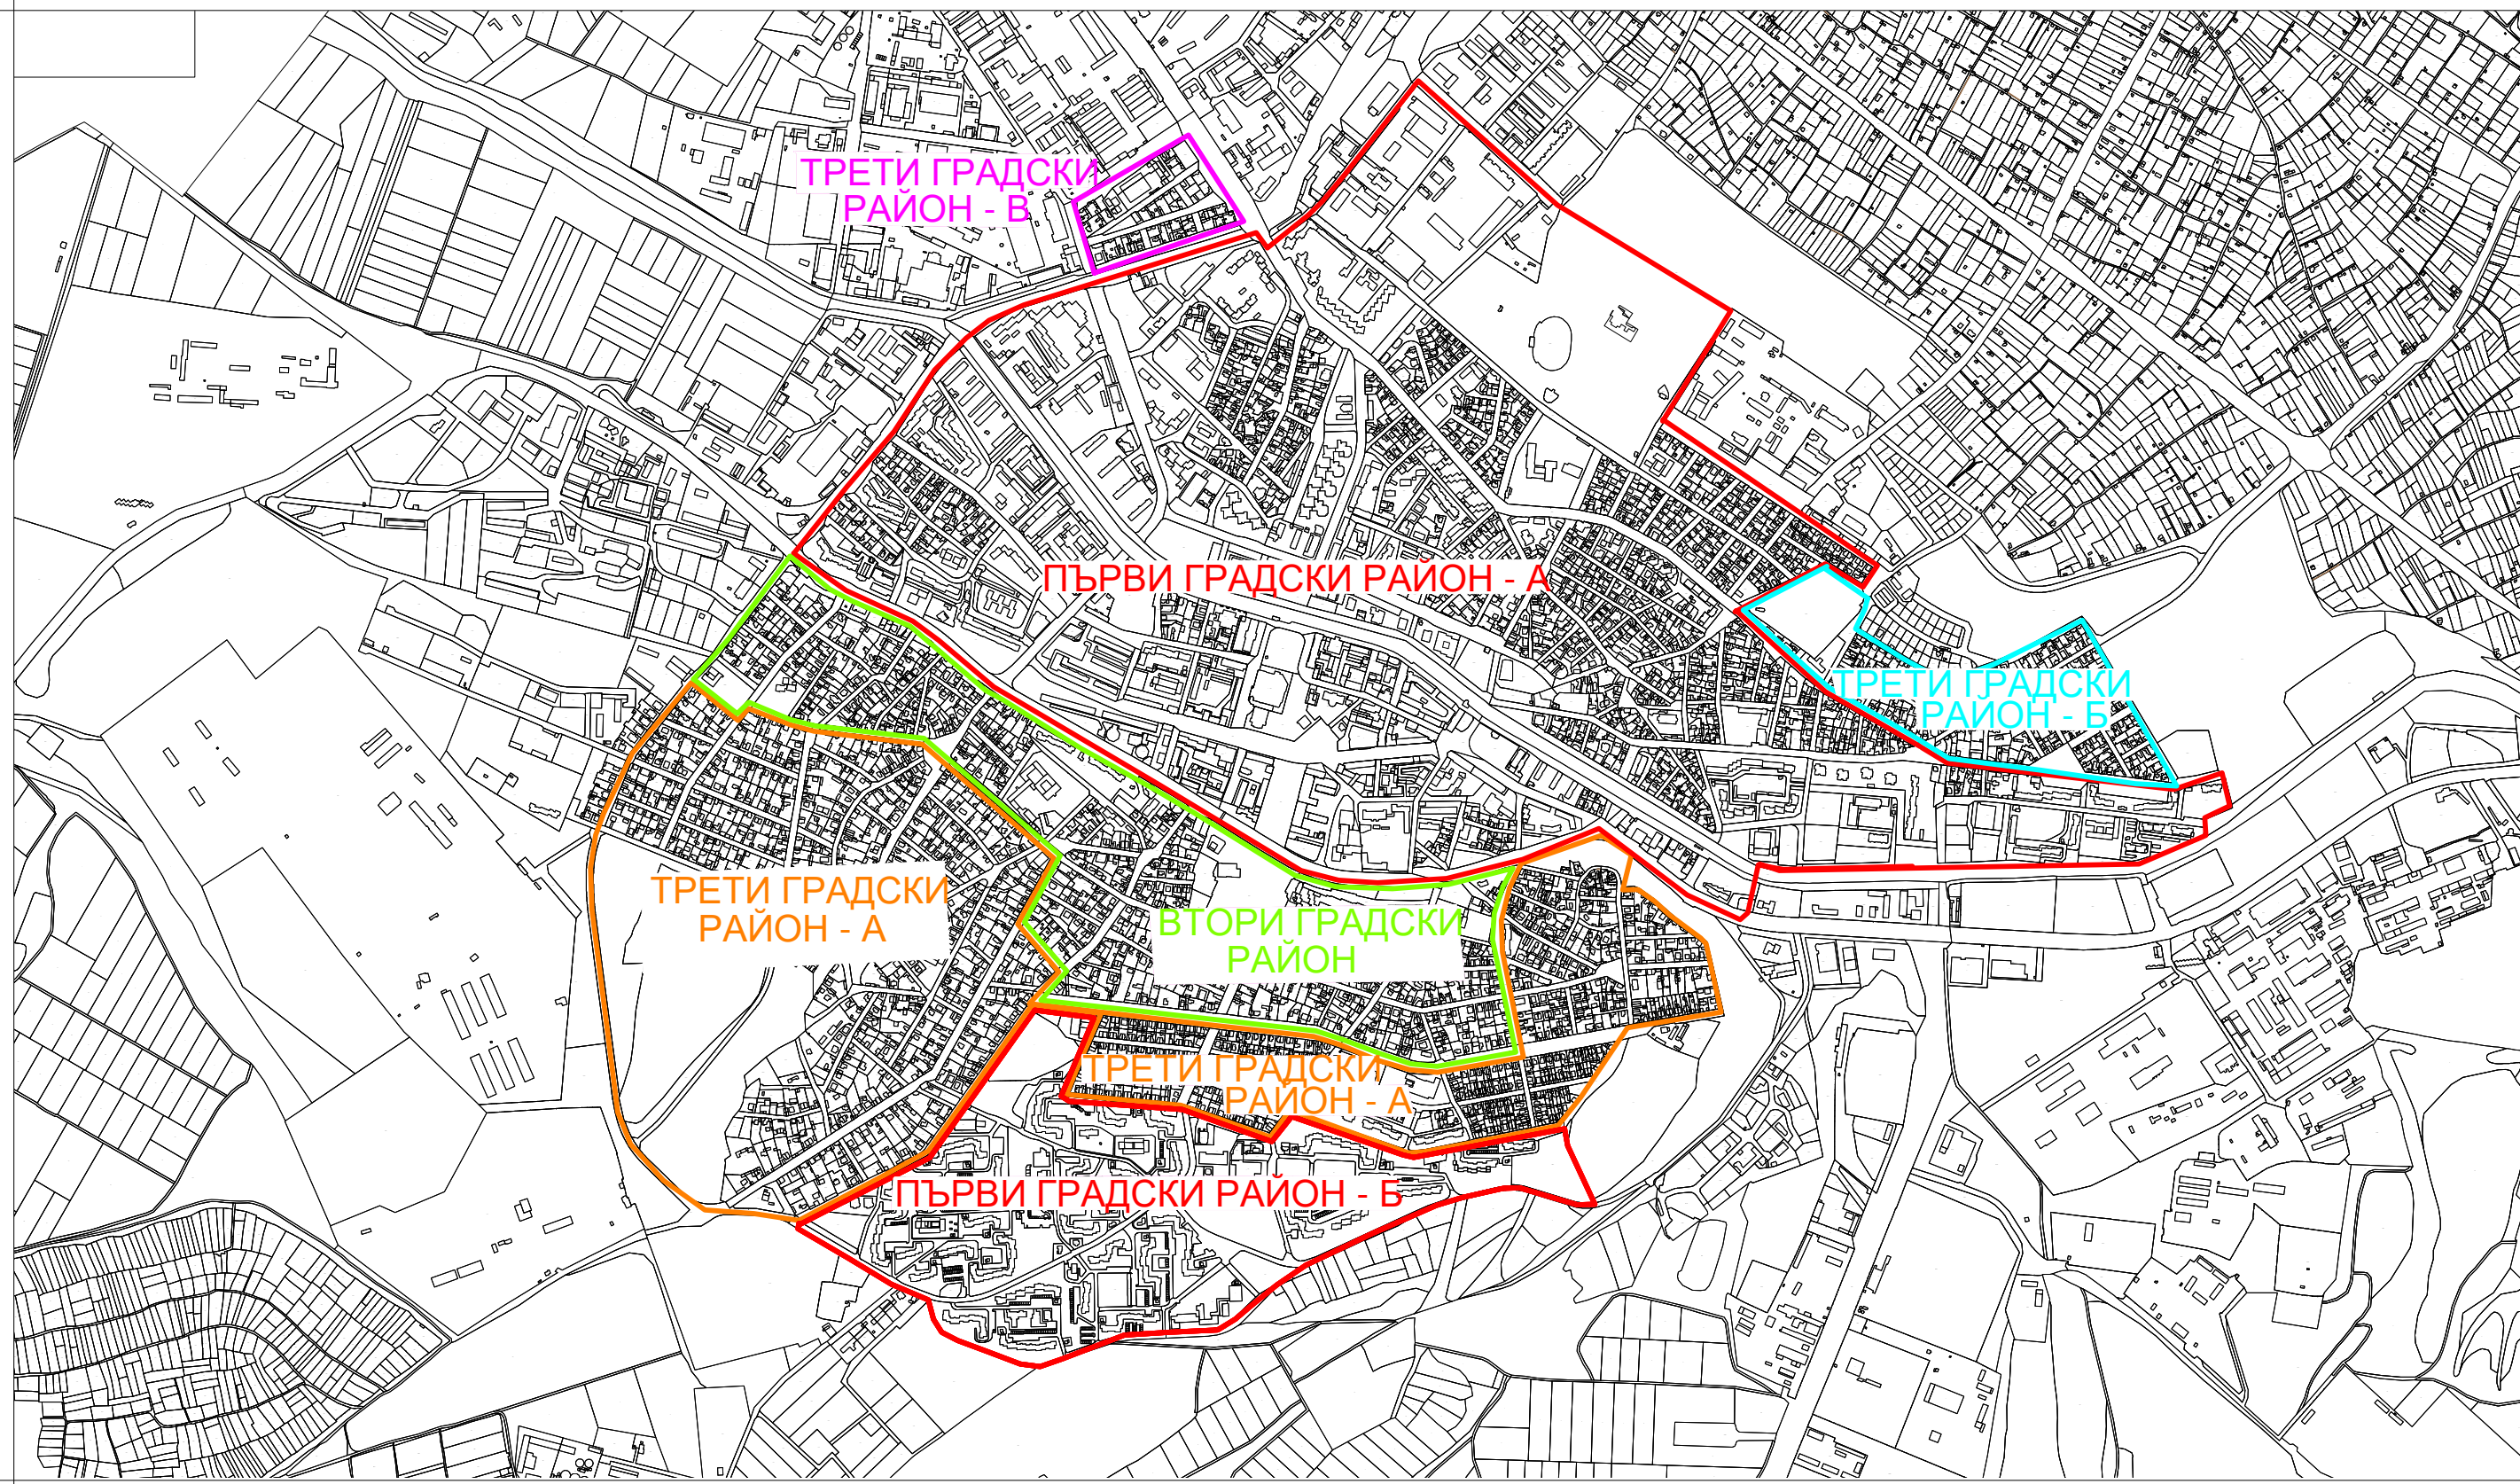 ТРЕТИ ГРАДСКИ
РАЙОН - В
ПЪРВИ ГРАДСКИ РАЙОН - А
ТРЕТИ ГРАДСКИ
РАЙОН - Б
ТРЕТИ ГРАДСКИ
РАЙОН - А
ВТОРИ ГРАДСКИ
РАЙОН
ТРЕТИ ГРАДСКИ
РАЙОН - А
ПЪРВИ ГРАДСКИ РАЙОН - Б